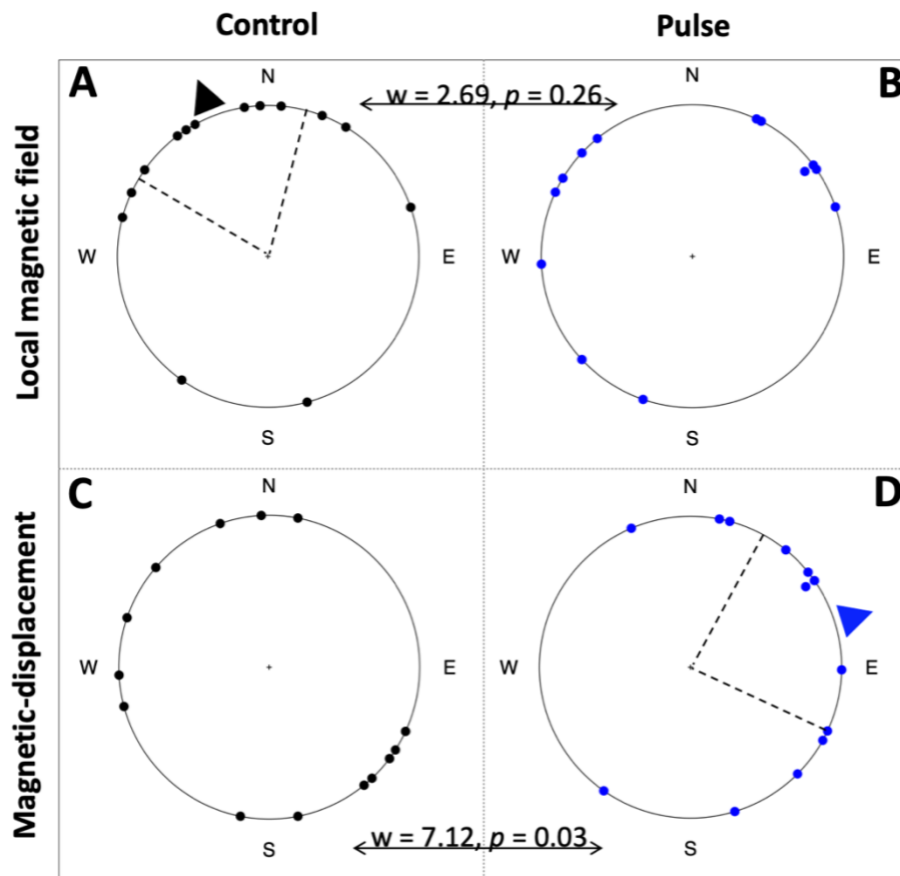 Control
Pulse
Local magnetic field
A
N
W
E
S
w = 2.69, p = 0.26
B
N
W
E
S
Magnetic-displacement
C
N
W
E
S
D
N
W
E
S
w = 7.12, p = 0.03